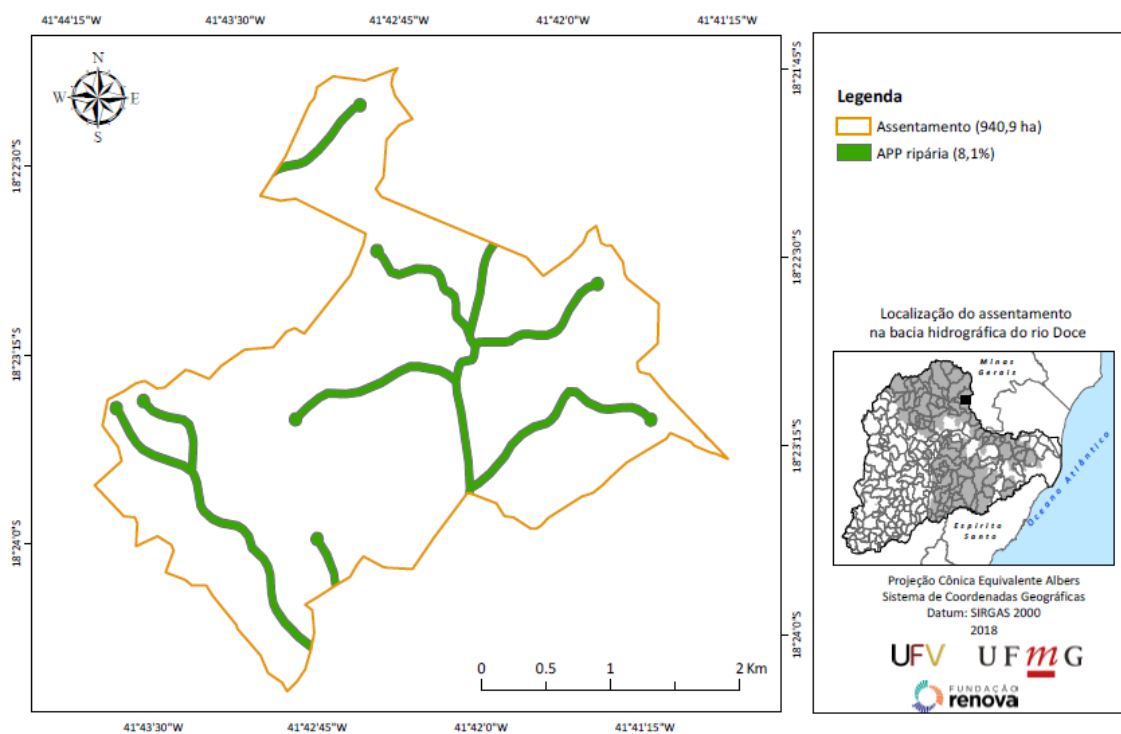 41°44'15"W
41°43'30"W
41°42'45"W
41°42'0"W
41°41'15"W
N
W
E
S
18°21'45"S
18°22'30"S
18°22'30"S
18°23'15"S
18°23'15"S
18°24'0"S
18°24'0"S
0
0.5
1
2 Km
41°43'30"W
41°42'45"W
41°42'0"W
41°41'15"W
Legenda
Assentamento (940,9 ha)
APP ripária (8,1%)
Localização do assentamento
na bacia hidrográfica do rio Doce
Minas
Gerais
Espírito
Santo
Oceano Atlântico
Projeção Cônica Equivalente Albers
Sistema de Coordenadas Geográficas
Datum: SIRGAS 2000
2018
UFV
UFmG
FUNDAÇÃO
renova